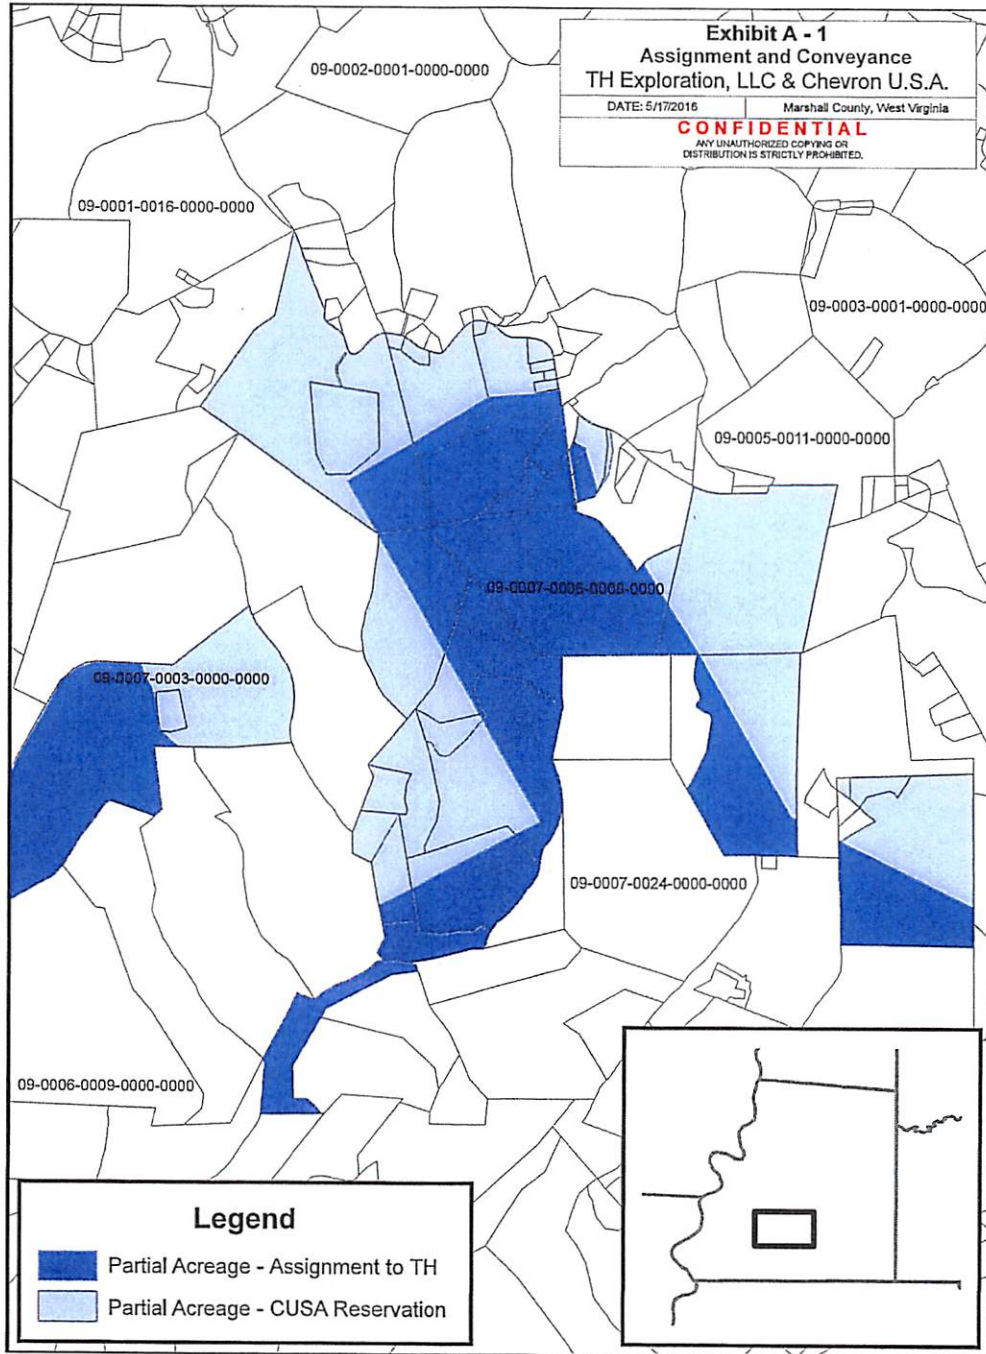 Exhibit A - 1
Assignment and Conveyance
TH Exploration, LLC & Chevron U.S.A.
DATE: 5/17/2016
Marshall County, West Virginia
CONFIDENTIAL
ANY UNAUTHORIZED COPYING OR
DISTRIBUTION IS STRICTLY PROHIBITED.
09-0002-0001-0000-0000
09-0001-0016-0000-0000
09-0003-0001-0000-0000
09-0005-0011-0000-0000
09-0007-0006-0000-0000
09-0007-0003-0000-0000
09-0007-0024-0000-0000
09-0006-0009-0000-0000
Legend
Partial Acreage - Assignment to TH
Partial Acreage - CUSA Reservation